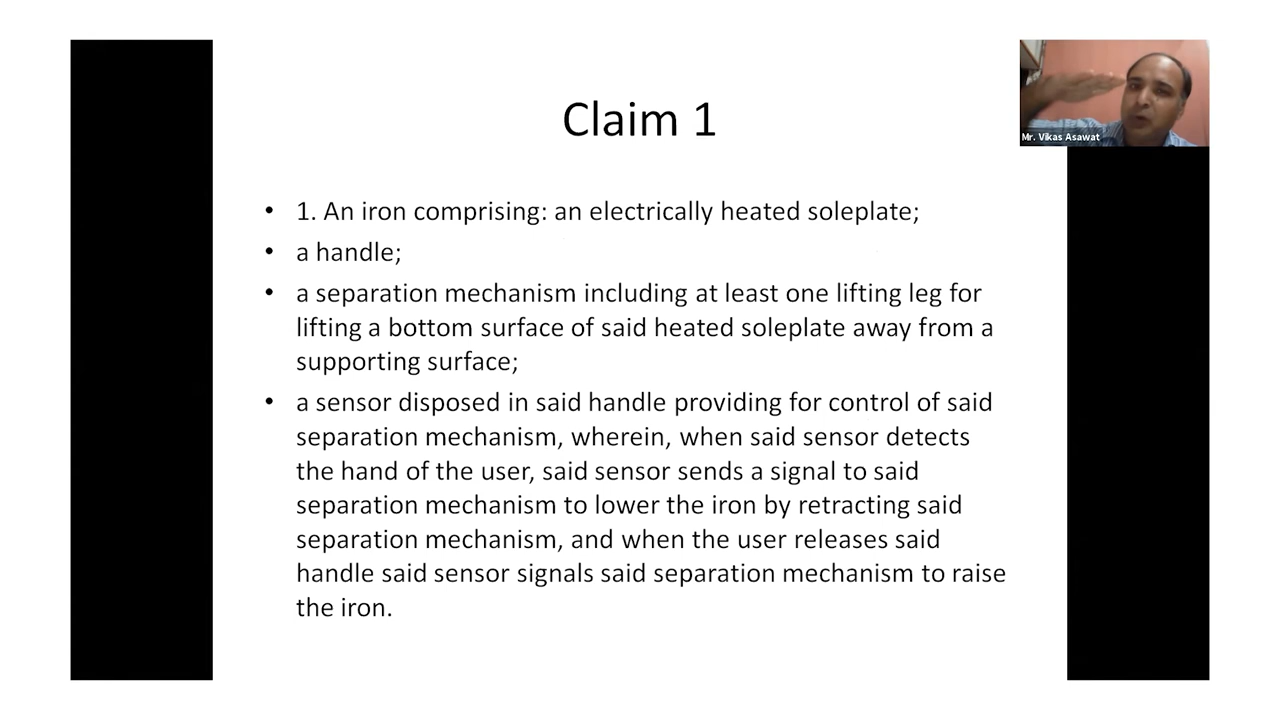 Claim 1
Mr. Vikas Asawat
• 1. An iron comprising: an electrically heated soleplate;
• a handle;
• a separation mechanism including at least one lifting leg for
lifting a bottom surface of said heated soleplate away from a
supporting surface;
• a sensor disposed in said handle providing for control of said
separation mechanism, wherein, when said sensor detects
the hand of the user, said sensor sends a signal to said
separation mechanism to lower the iron by retracting said
separation mechanism, and when the user releases said
handle said sensor signals said separation mechanism to raise
the iron.